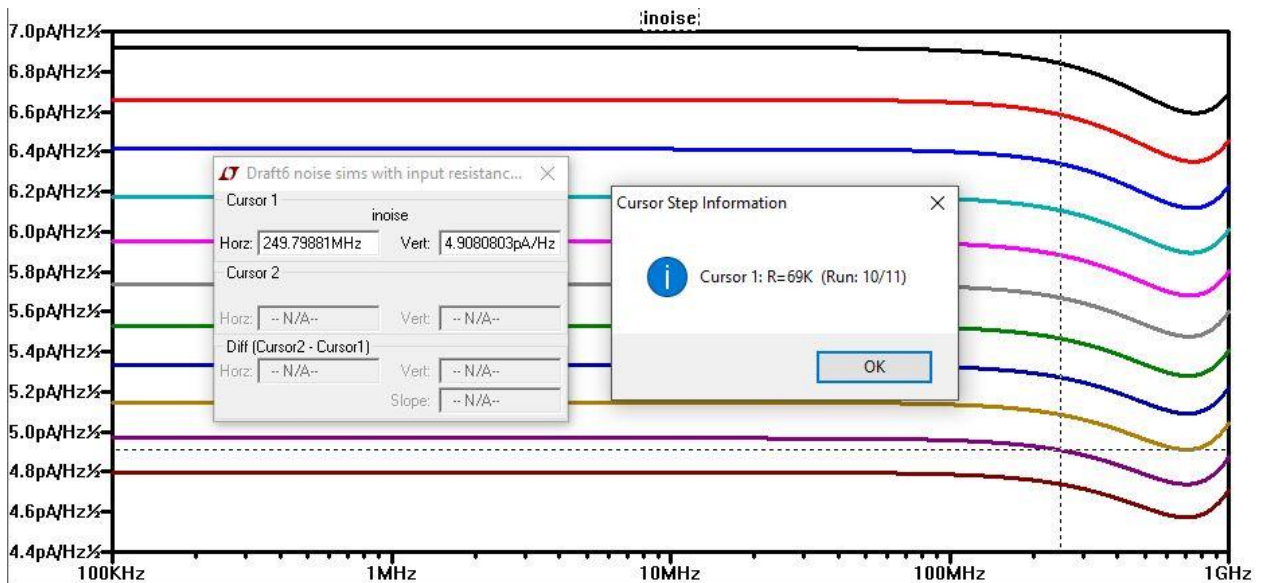 inoise
7.0pA/Hz½
6.8pA/Hz½
6.6pA/Hz½
6.4pA/Hz½
6.2pA/Hz½
6.0pA/Hz½
5.8pA/Hz½
5.6pA/Hz½
5.4pA/Hz½
5.2pA/Hz½
5.0pA/Hz½
4.8pA/Hz½
4.6pA/Hz½
4.4pA/Hz½
100KHz 1MHz 10MHz 100MHz 1GHz
Draft6 noise sims with input resistanc...
Cursor 1
inoise
Horz: 249.79881MHz Vert: 4.9080803pA/Hz
Cursor 2
Horz: -- N/A-- Vert: -- N/A--
Diff (Cursor2 - Cursor1)
Horz: -- N/A-- Vert: -- N/A--
Slope: -- N/A--
Cursor Step Information
Cursor 1: R=69K (Run: 10/11)
OK